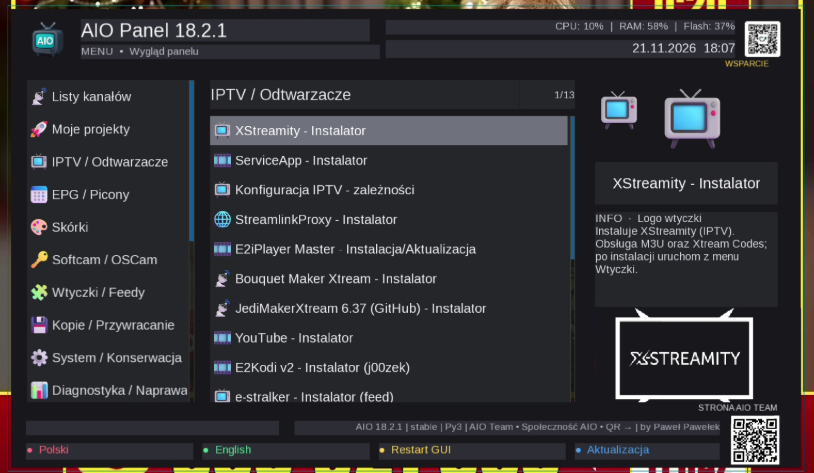 AIO Panel 18.2.1
MENU • Wygląd panelu
CPU: 10% | RAM: 58% | Flash: 37%
21.11.2026 18:07
WSPARCIE
AIO
Listy kanałów
Moje projekty
IPTV / Odtwarzacze
EPG / Picony
Skórki
Softcam / OSCam
Wtyczki / Feedy
Kopie / Przywracanie
System / Konserwacja
Diagnostyka / Naprawa
IPTV / Odtwarzacze
1/13
XStreamity - Instalator
ServiceApp - Instalator
Konfiguracja IPTV - zależności
StreamlinkProxy - Instalator
E2iPlayer Master - Instalacja/Aktualizacja
Bouquet Maker Xtream - Instalator
JediMakerXtream 6.37 (GitHub) - Instalator
YouTube - Instalator
E2Kodi v2 - Instalator (j00zek)
e-stralker - Instalator (feed)
XStreamity - Instalator
INFO · Logo wtyczki
Instaluje XStreamity (IPTV).
Obsługa M3U oraz Xtream Codes;
po instalacji uruchom z menu
Wtyczki.
X-STREAMITY
STRONA AIO TEAM
AIO 18.2.1 | stable | Py3 | AIO Team • Społeczność AIO • QR → | by Paweł Pawełek
Polski
English
Restart GUI
Aktualizacja